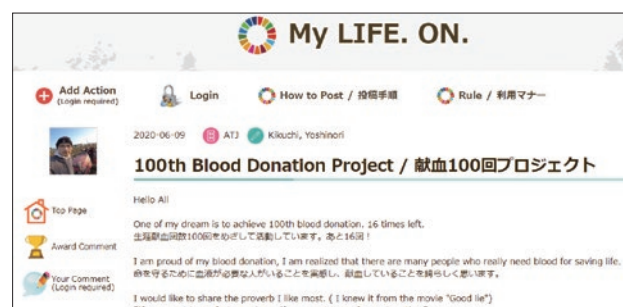 My LIFE. ON.
Add Action
(Login required)
Login
How to Post / 投稿手順
Rule / 利用マナー
2020-06-09 ATJ Kikuchi, Yoshinori
100th Blood Donation Project / 献血100回プロジェクト
Hello All
Top Page
One of my dream is to achieve 100th blood donation. 16 times left.
生涯献血回数100回をめざして活動しています。あと16回！
Award Comment
I am proud of my blood donation, I am realized that there are many people who really need blood for saving life.
命を守るために血液が必要な人がいることを実感し、献血していることを誇らしく思います。
Your Comment
(Login required)
I would like to share the proverb I like most. ( I knew it from the movie "Good lie")